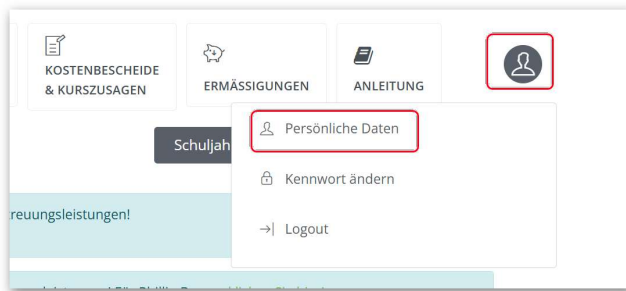 KOSTENBESCHEIDE
& KURSZUSAGEN
ERMÄSSIGUNGEN
ANLEITUNG
Schuljah
Persönliche Daten
Kennwort ändern
Logout
reuungsleistungen!